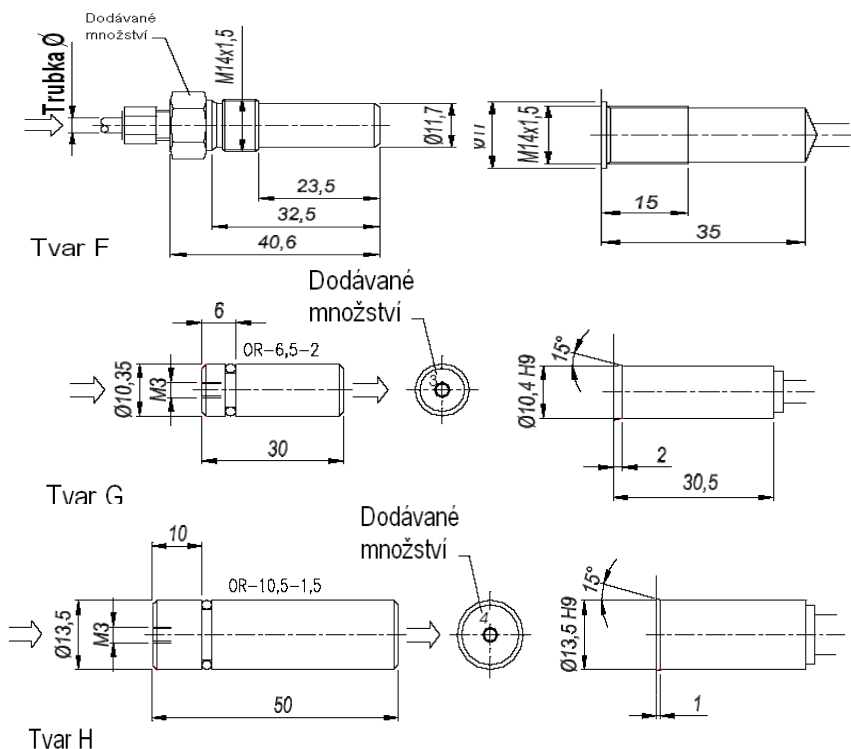 Dodávané
množství
Trubka Ø
M14x1,5
Ø11,7
23,5
32,5
40,6
Tvar F
Ø17
M14x1,5
15
35
Dodávané
množství
6
OR-6,5-2
Ø10,35
M3
30
3
15°
Ø10,4 H9
2
30,5
Tvar G
Dodávané
množství
10
OR-10,5-1,5
Ø13,5
M3
50
4
15°
Ø13,5 H9
1
Tvar H